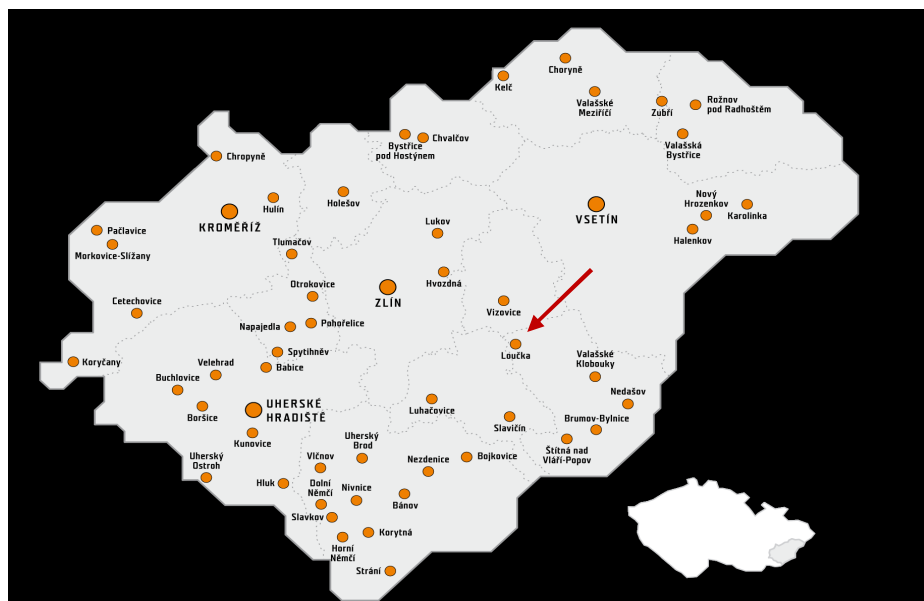 Choryně
Kelč
Valašské
Meziříčí
Zubří
Rožnov
pod Radhoštěm
Bystřice
pod Hostýnem
Chvalčov
Valašská
Bystřice
Chropyně
Holešov
Hulín
Nový
Hrozenkov
Karolinka
KROMĚŘÍŽ
VSETÍN
Lukov
Halenkov
Pačlavice
Morkovice-Slížany
Tlumačov
Hvozdná
Otrokovice
ZLÍN
Cetechovice
Vizovice
Napajedla
Pohořelice
Loučka
Spytihněv
Koryčany
Velehrad
Babice
Valašské
Klobouky
Buchlovice
Nedašov
Boršice
UHERSKÉ
HRADIŠTĚ
Luhačovice
Slavičín
Brumov-Bylnice
Kunovice
Štítná nad
Vláří-Popov
Uherský
Brod
Uherský
Ostroh
Vlčnov
Nezdenice
Bojkovice
Hluk
Dolní
Němčí
Nivnice
Bánov
Slavkov
Korytná
Horní
Němčí
Strání